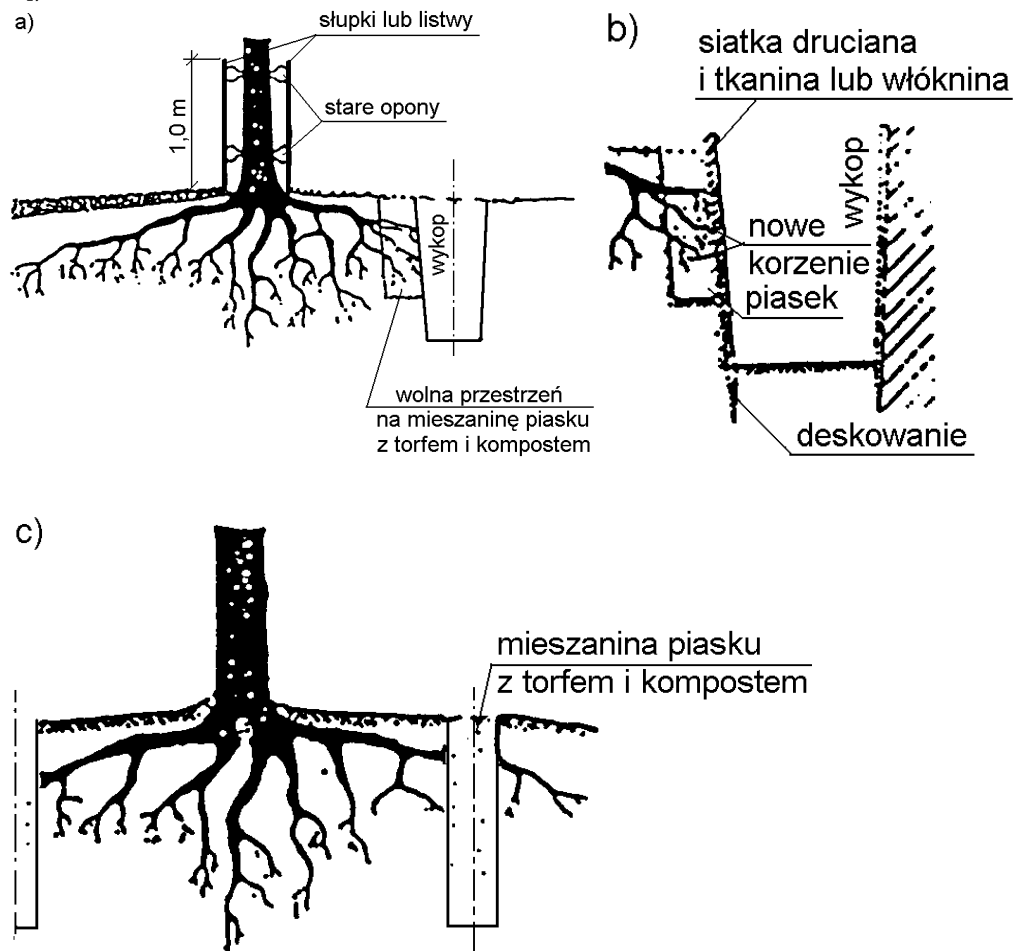 a)
słupki lub listwy
stare opony
1,0 m
wykop
wolna przestrzeń
na mieszaninę piasku
z torfem i kompostem
b)
siatka druciana
i tkanina lub włóknina
wykop
nowe
korzenie
piasek
deskowanie
c)
mieszanina piasku
z torfem i kompostem